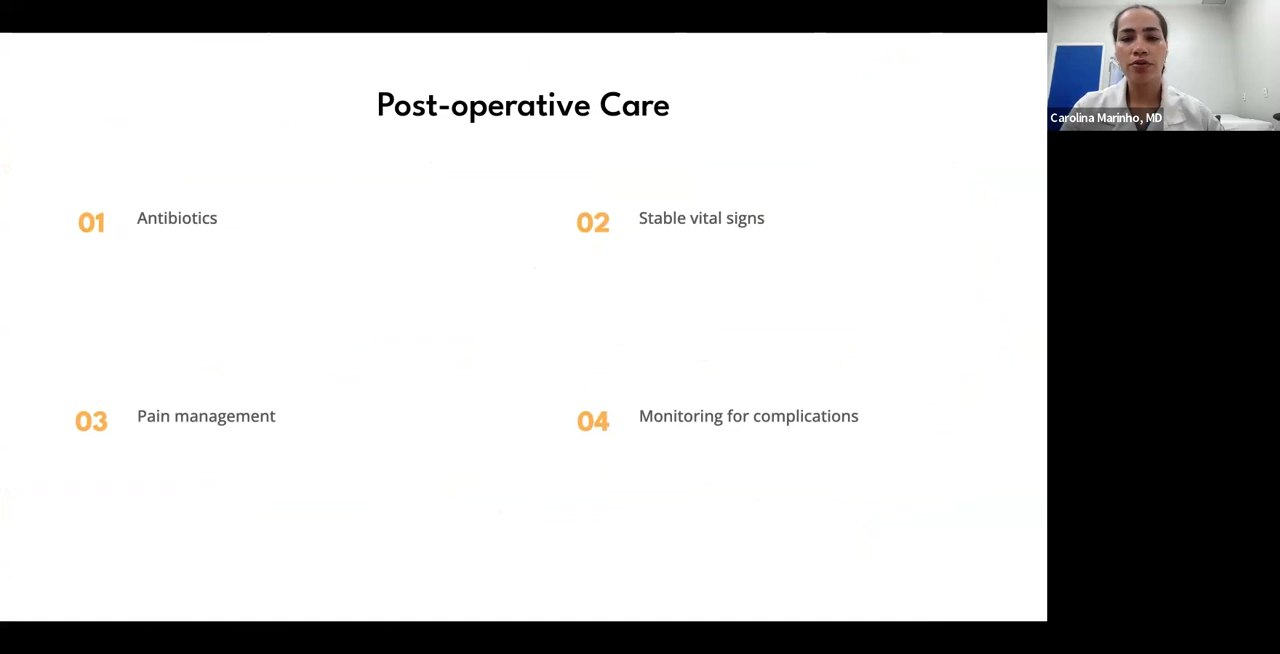 Post-operative Care
Carolina Marinho, MD
01 Antibiotics
02 Stable vital signs
03 Pain management
04 Monitoring for complications